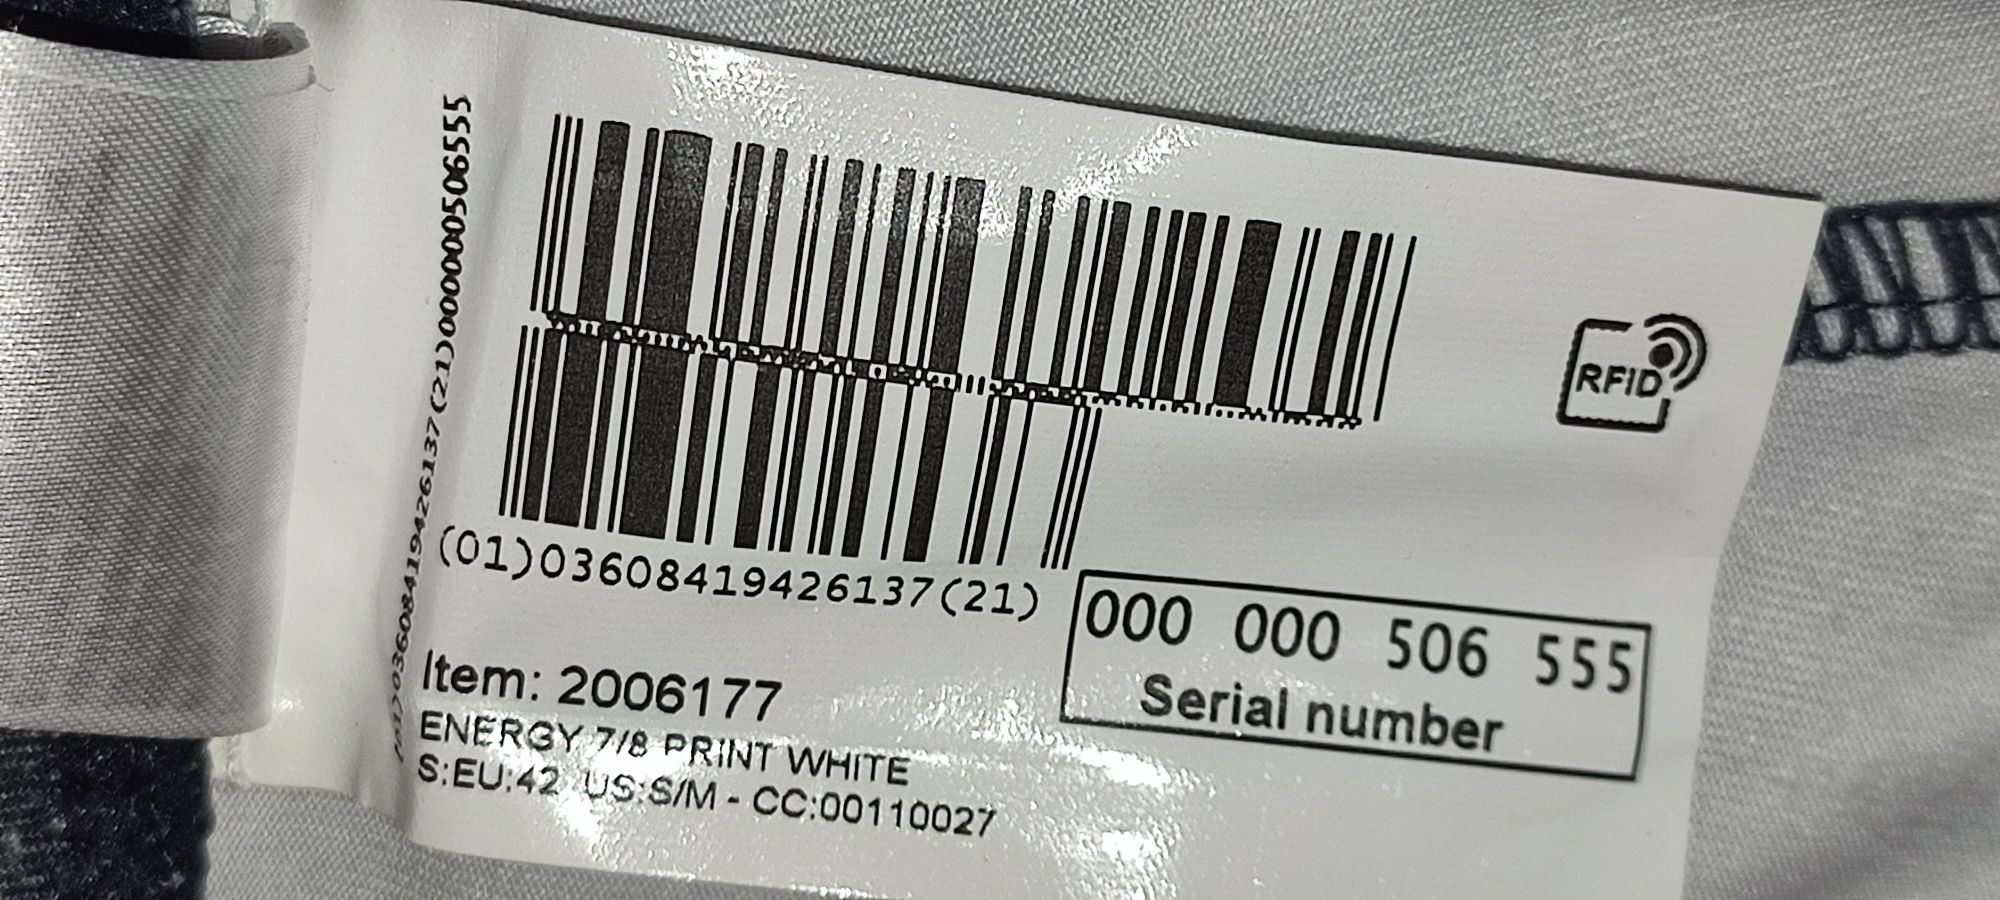 (01)03608419426137(21)000000506555
RFID
(01)03608419426137(21)
000 000 506 555
Serial number
Item: 2006177
ENERGY 7/8 PRINT WHITE
S:EU:42 US:S/M - CC:00110027